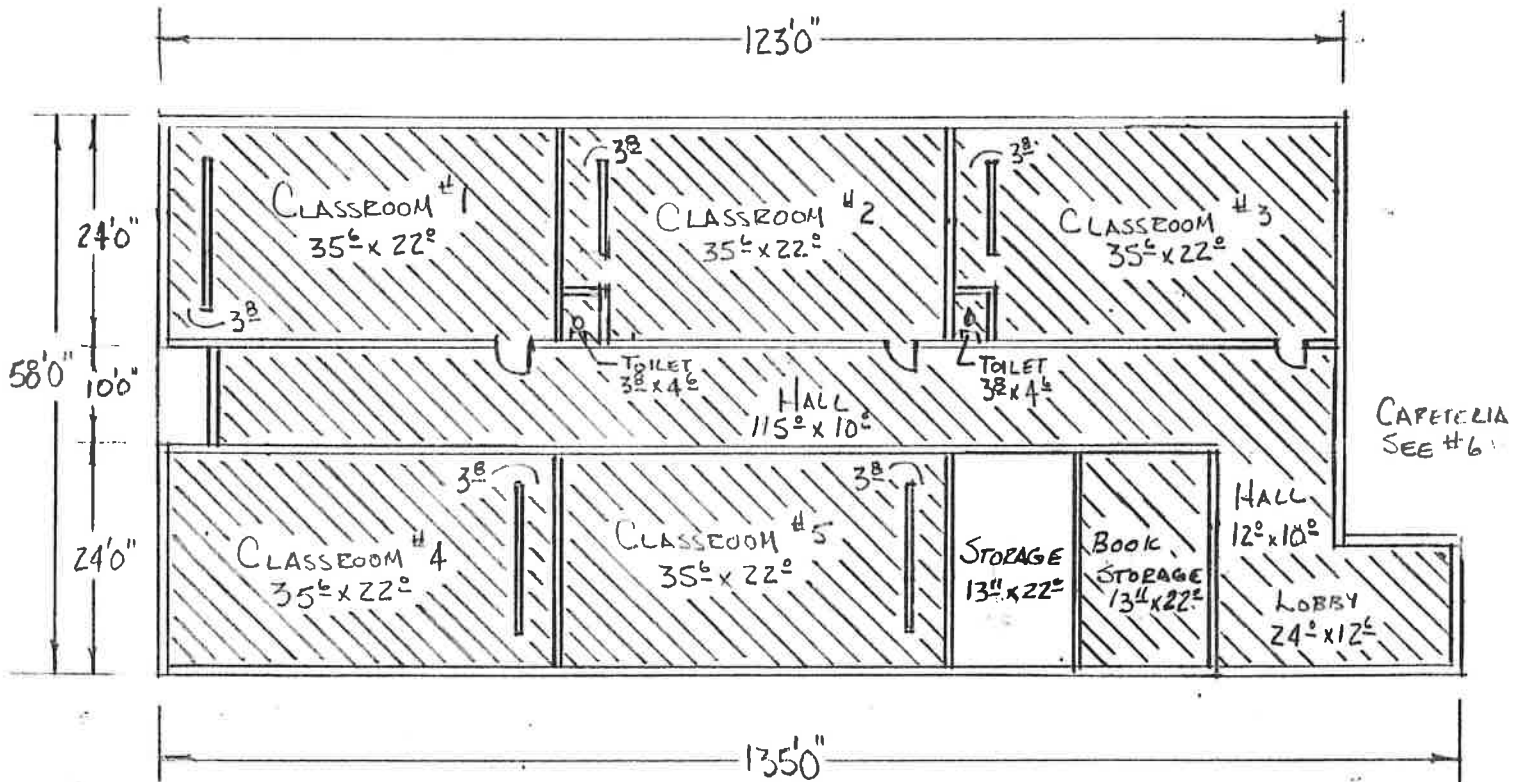 123'0"
CLASSROOM #1
35⁶ x 22⁰
3⁸
3⁸
CLASSROOM #2
35⁶ x 22⁰
3⁸
CLASSROOM #3
35⁶ x 22⁰
24'0"
58'0"
10'0"
24'0"
TOILET
3⁸ x 4⁶
TOILET
3⁸ x 4⁶
HALL
115⁰ x 10⁰
CAFETERIA
SEE #6
3⁸
CLASSROOM #4
35⁶ x 22⁰
3⁸
CLASSROOM #5
35⁶ x 22⁰
STORAGE
13¹¹ x 22⁰
BOOK
STORAGE
13¹¹ x 22⁰
HALL
12⁰ x 10⁰
LOBBY
24⁰ x 12⁶
135'0"